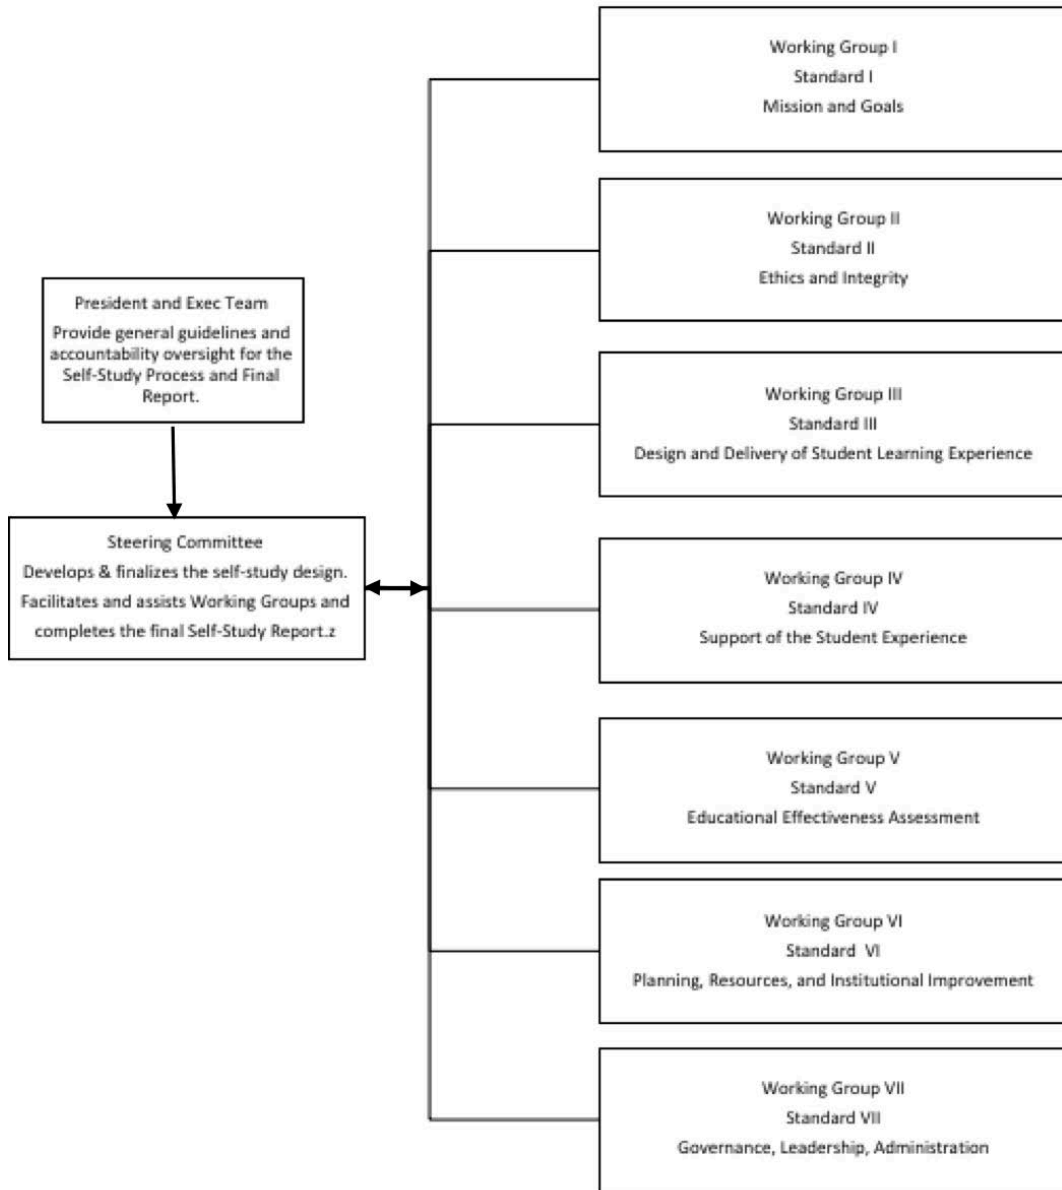 Working Group I
Standard I
Mission and Goals
Working Group II
Standard II
Ethics and Integrity
President and Exec Team
Provide general guidelines and
accountability oversight for the
Self-Study Process and Final
Report.
Working Group III
Standard III
Design and Delivery of Student Learning Experience
Steering Committee
Develops & finalizes the self-study design.
Facilitates and assists Working Groups and
completes the final Self-Study Report.z
Working Group IV
Standard IV
Support of the Student Experience
Working Group V
Standard V
Educational Effectiveness Assessment
Working Group VI
Standard  VI
Planning, Resources, and Institutional Improvement
Working Group VII
Standard VII
Governance, Leadership, Administration